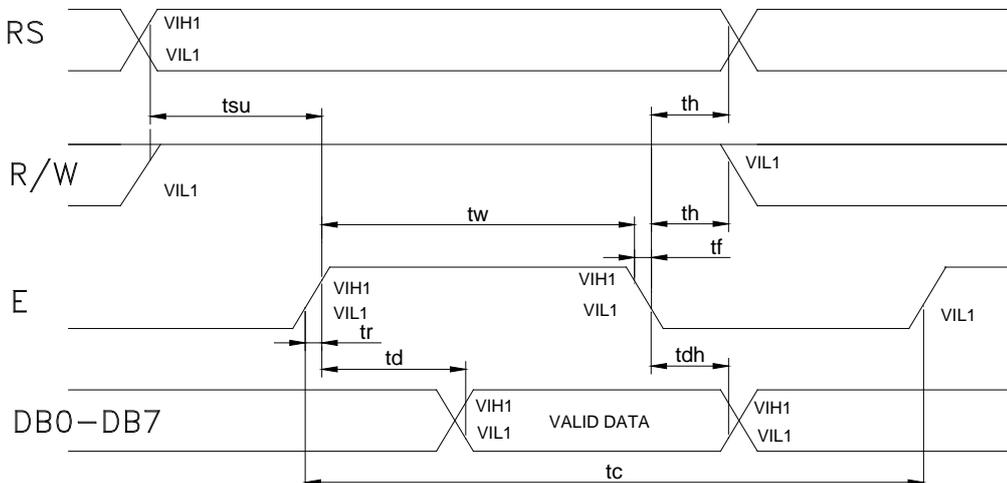 RS
VIH1
VIL1
tsu
th
R/W
VIL1
VIL1
tw
th
tf
E
VIH1
VIL1
VIH1
VIL1
VIL1
tr
td
tdh
DB0-DB7
VIH1
VIL1
VALID DATA
VIH1
VIL1
tc